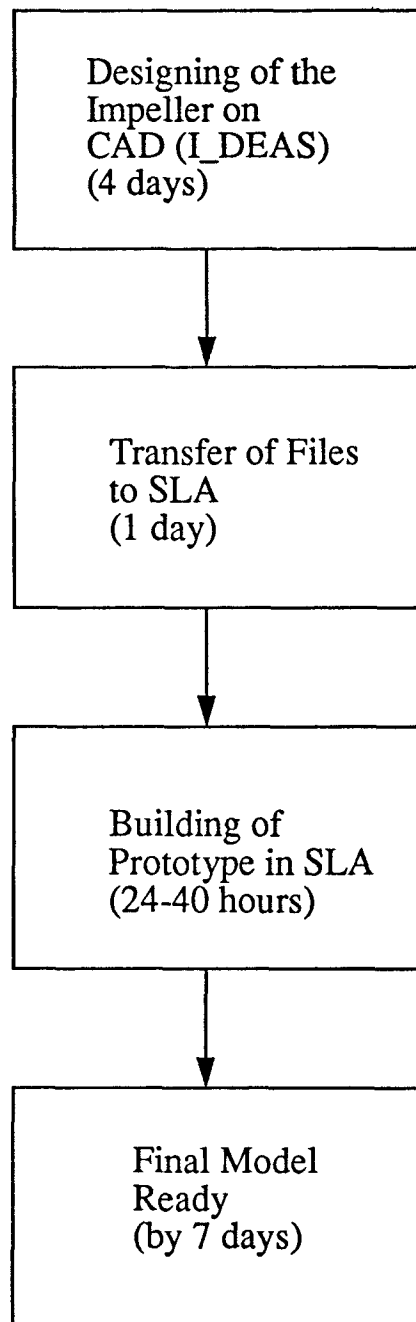 Designing of the
Impeller on
CAD (I_DEAS)
(4 days)
Transfer of Files
to SLA
(1 day)
Building of
Prototype in SLA
(24-40 hours)
Final Model
Ready
(by 7 days)